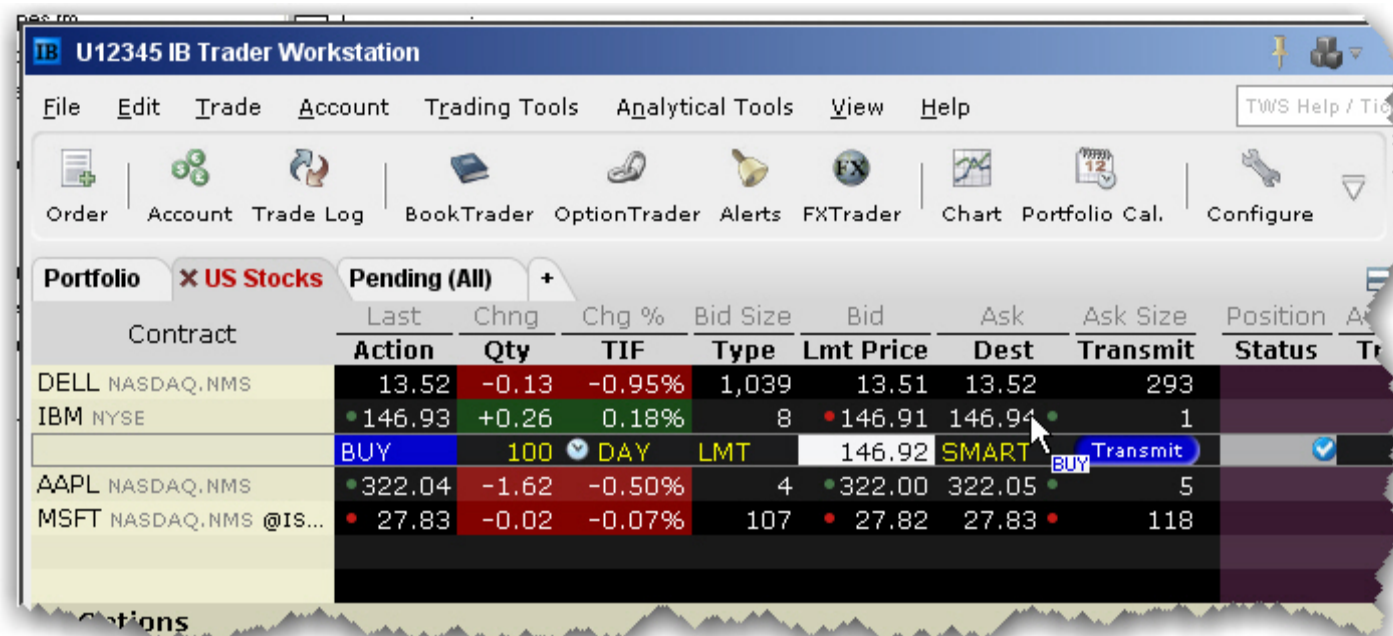 IB U12345 IB Trader Workstation
File Edit Trade Account Trading Tools Analytical Tools View Help TWS Help /
12 FX
Order Account Trade Log BookTrader OptionTrader Alerts FXTrader Chart Portfolio Cal. Configure
Portfolio US Stocks Pending (All) +
Contract
Last Chng Chg % Bid Size Bid Ask Ask Size Position
Action Qty TIF Type Lmt Price Dest Transmit Status
DELL NASDAQ.NMS 13.52 -0.13 -0.95% 1,039 13.51 13.52 293
IBM NYSE 146.93 +0.26 0.18% 8 146.91 146.94 1
BUY 100 DAY LMT 146.92 SMART Transmit
BUY
AAPL NASDAQ.NMS 322.04 -1.62 -0.50% 4 322.00 322.05 5
MSFT NASDAQ.NMS @IS... 27.83 -0.02 -0.07% 107 27.82 27.83 118